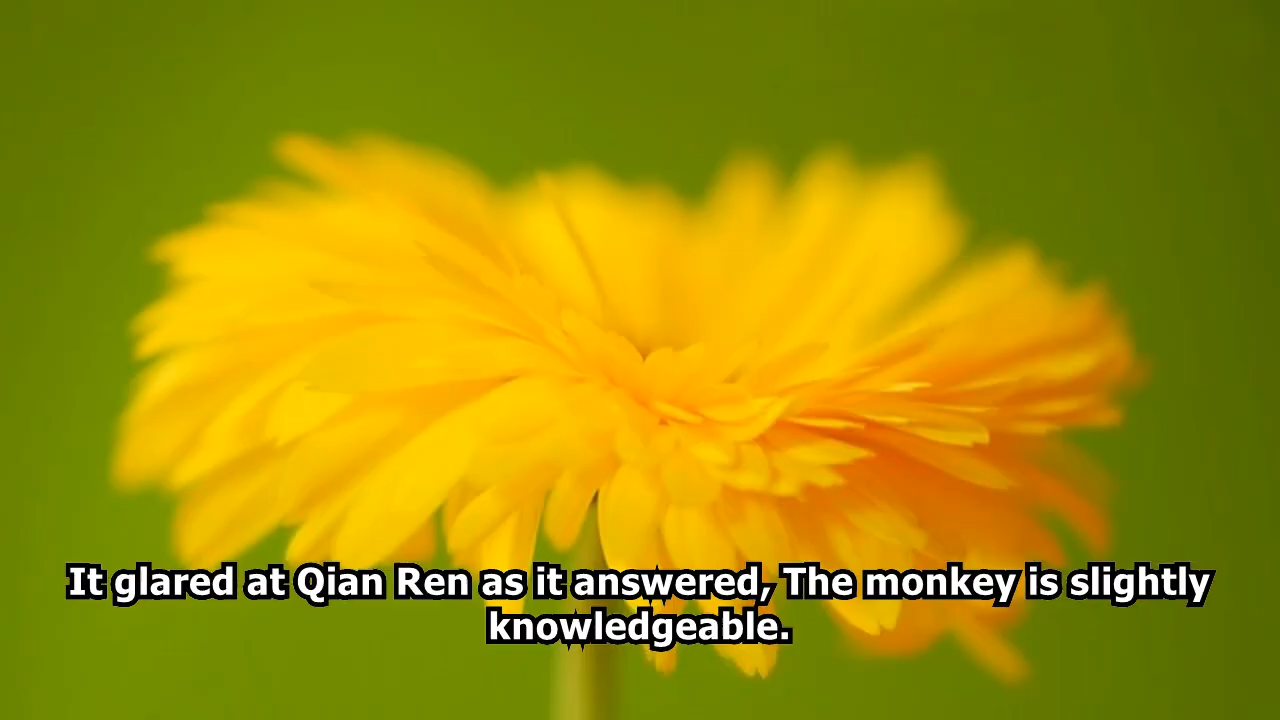 It glared at Qian Ren as it answered, The monkey is slightly
knowledgeable.